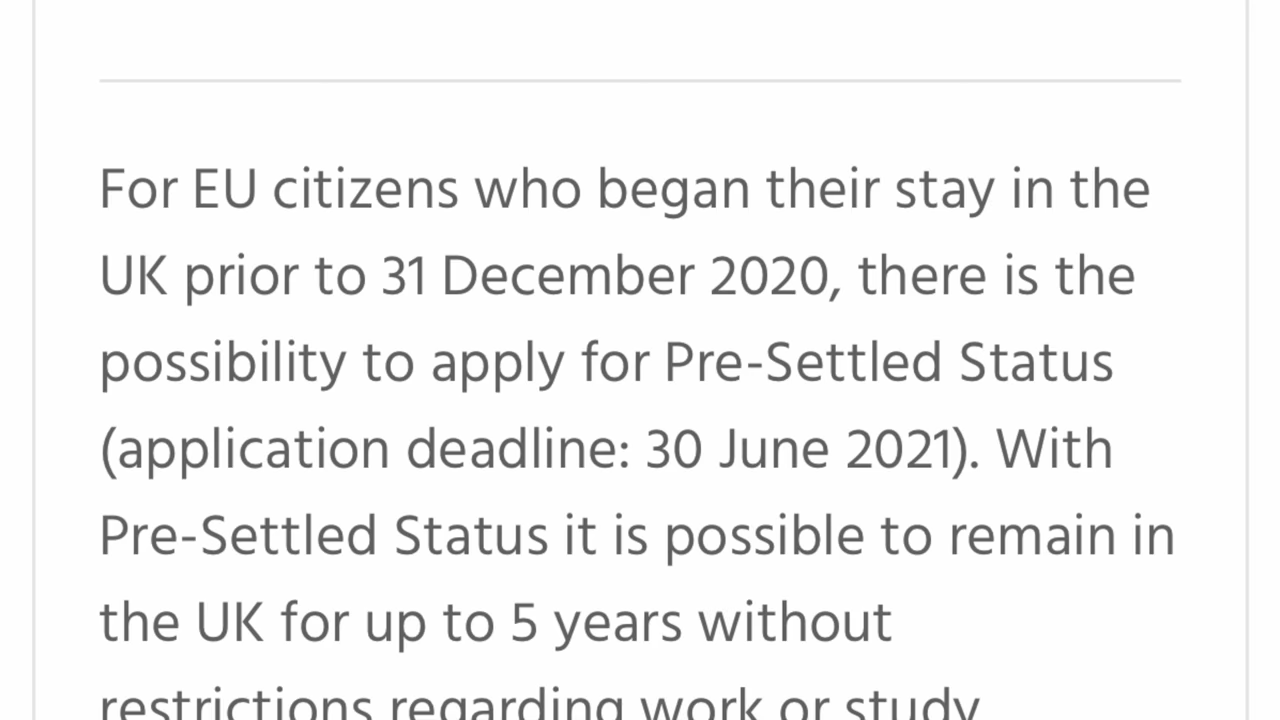 For EU citizens who began their stay in the
UK prior to 31 December 2020, there is the
possibility to apply for Pre-Settled Status
(application deadline: 30 June 2021). With
Pre-Settled Status it is possible to remain in
the UK for up to 5 years without
restrictions regarding work or study